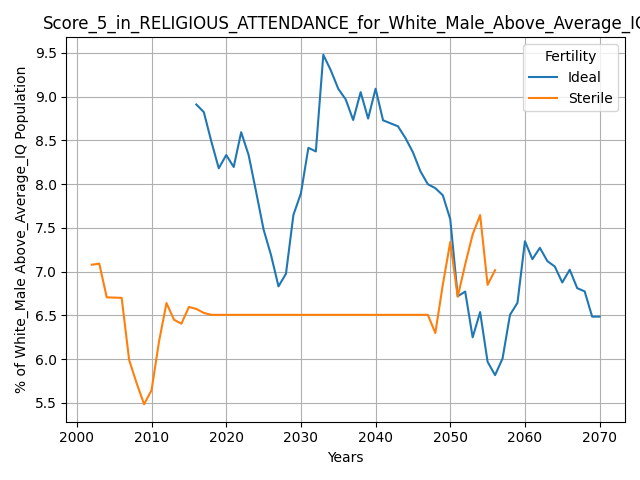 Score_5_in_RELIGIOUS_ATTENDANCE_for_White_Male_Above_Average_IQ
Fertility
Ideal
Sterile
% of White_Male Above_Average_IQ Population
9.5
9.0
8.5
8.0
7.5
7.0
6.5
6.0
5.5
2000 2010 2020 2030 2040 2050 2060 2070
Years